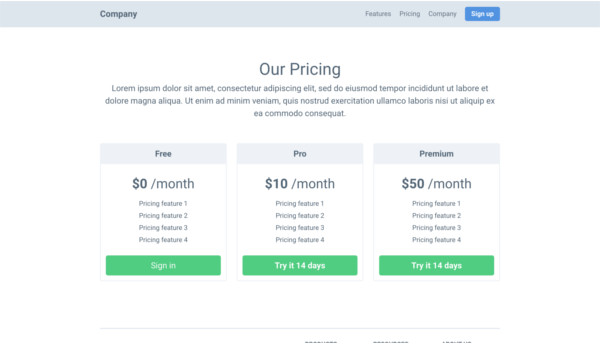 Company
Features Pricing Company Sign up
Our Pricing
Lorem ipsum dolor sit amet, consectetur adipiscing elit, sed do eiusmod tempor incididunt ut labore et
dolore magna aliqua. Ut enim ad minim veniam, quis nostrud exercitation ullamco laboris nisi ut aliquip ex
ea commodo consequat.
Free
$0 /month
Pricing feature 1
Pricing feature 2
Pricing feature 3
Pricing feature 4
Sign in
Pro
$10 /month
Pricing feature 1
Pricing feature 2
Pricing feature 3
Pricing feature 4
Try it 14 days
Premium
$50 /month
Pricing feature 1
Pricing feature 2
Pricing feature 3
Pricing feature 4
Try it 14 days